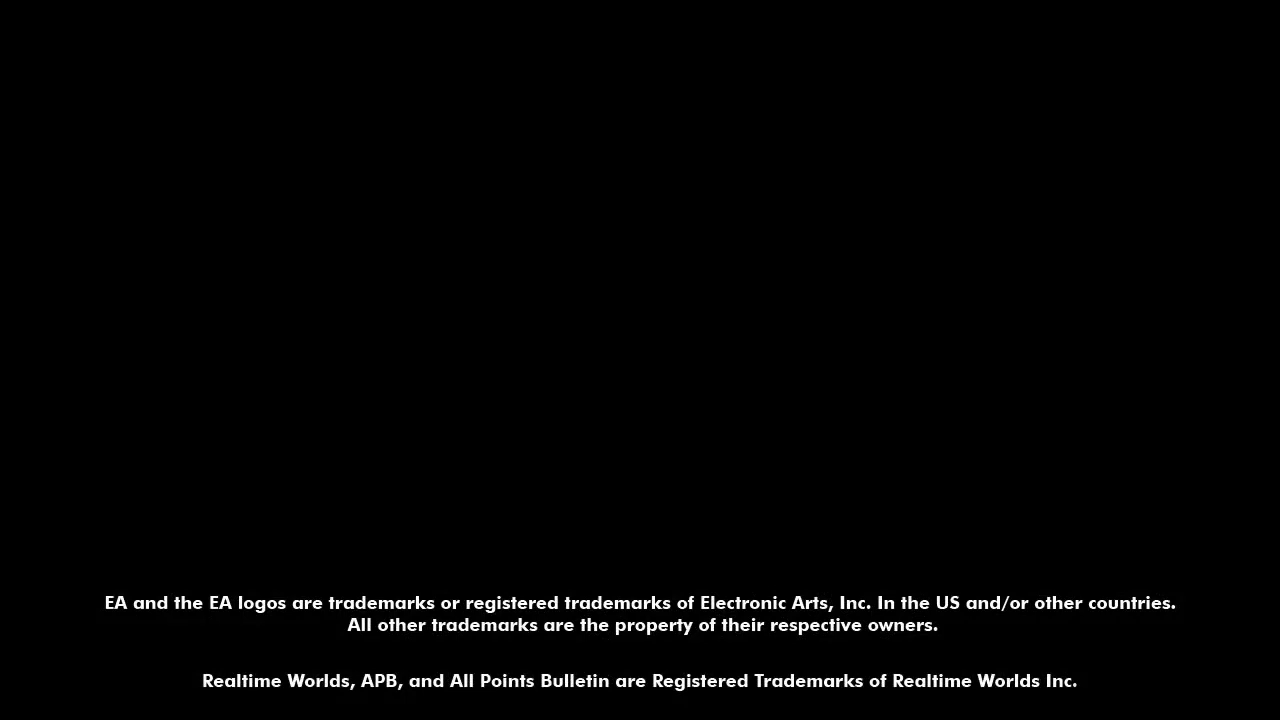 EA and the EA logos are trademarks or registered trademarks of Electronic Arts, Inc. In the US and/or other countries.
All other trademarks are the property of their respective owners.
Realtime Worlds, APB, and All Points Bulletin are Registered Trademarks of Realtime Worlds Inc.